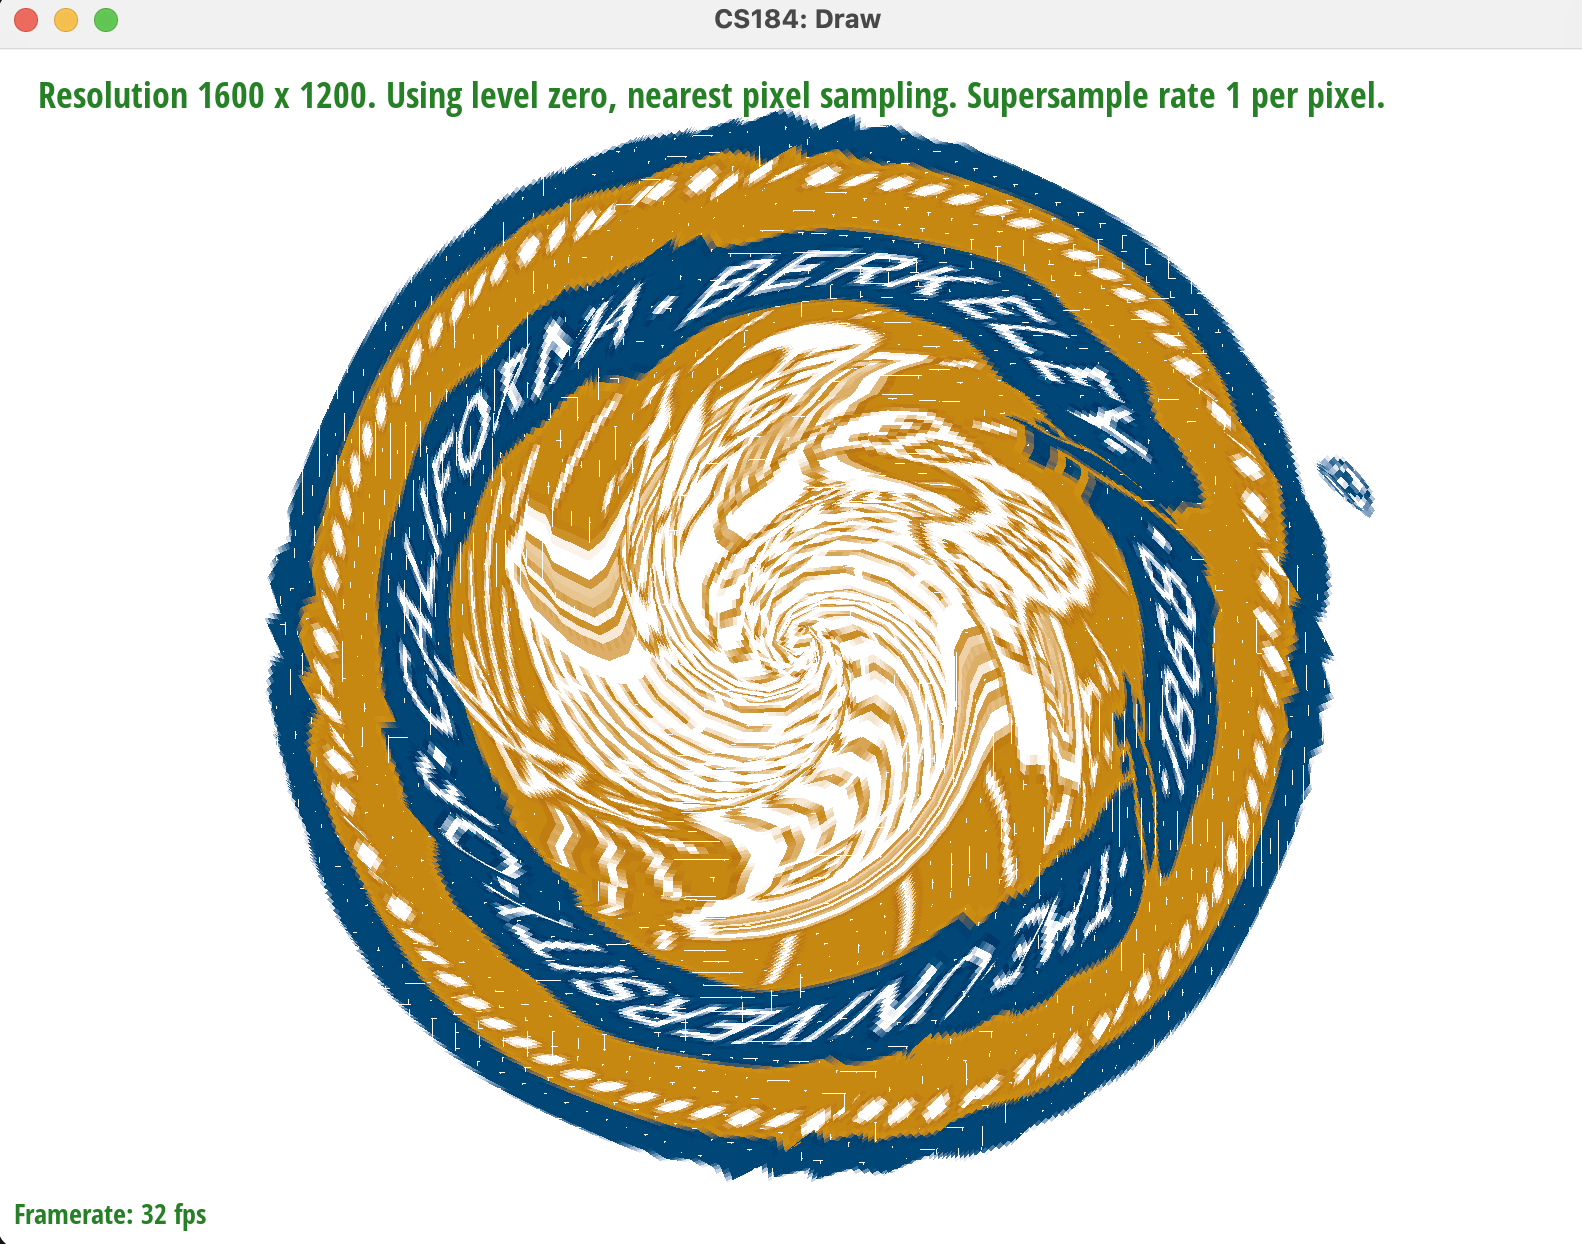 CS184: Draw
Resolution 1600 x 1200. Using level zero, nearest pixel sampling. Supersample rate 1 per pixel.
THE UNIVERSITY OF CALIFORNIA · BERKELEY ·
·1868·
Framerate: 32 fps